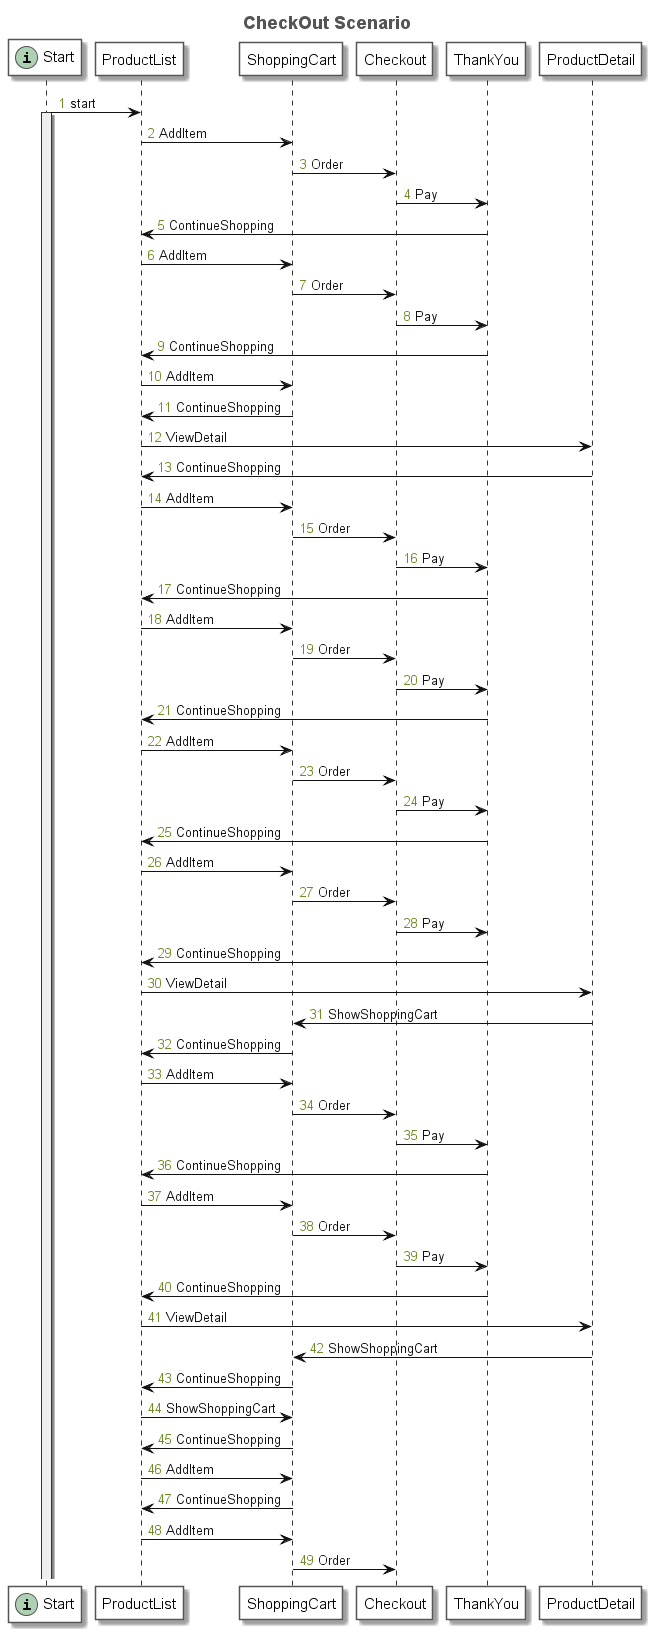 CheckOut Scenario
i Start ProductList ShoppingCart Checkout ThankYou ProductDetail
1 start
2 AddItem
3 Order
4 Pay
5 ContinueShopping
6 AddItem
7 Order
8 Pay
9 ContinueShopping
10 AddItem
11 ContinueShopping
12 ViewDetail
13 ContinueShopping
14 AddItem
15 Order
16 Pay
17 ContinueShopping
18 AddItem
19 Order
20 Pay
21 ContinueShopping
22 AddItem
23 Order
24 Pay
25 ContinueShopping
26 AddItem
27 Order
28 Pay
29 ContinueShopping
30 ViewDetail
31 ShowShoppingCart
32 ContinueShopping
33 AddItem
34 Order
35 Pay
36 ContinueShopping
37 AddItem
38 Order
39 Pay
40 ContinueShopping
41 ViewDetail
42 ShowShoppingCart
43 ContinueShopping
44 ShowShoppingCart
45 ContinueShopping
46 AddItem
47 ContinueShopping
48 AddItem
49 Order
i Start ProductList ShoppingCart Checkout ThankYou ProductDetail